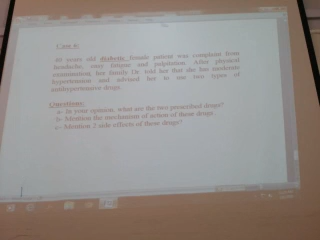 Case 6:
48 years old diabetic female patient was complaint from
headache, easy fatigue and palpitation. After physical
examination, her family Dr. told her that she has moderate
hypertension and advised her to use two types of
antihypertensive drugs.
Questions:
a- In your opinion, what are the two prescribed drugs?
b- Mention the mechanism of action of these drugs.
c- Mention 2 side effects of these drugs?